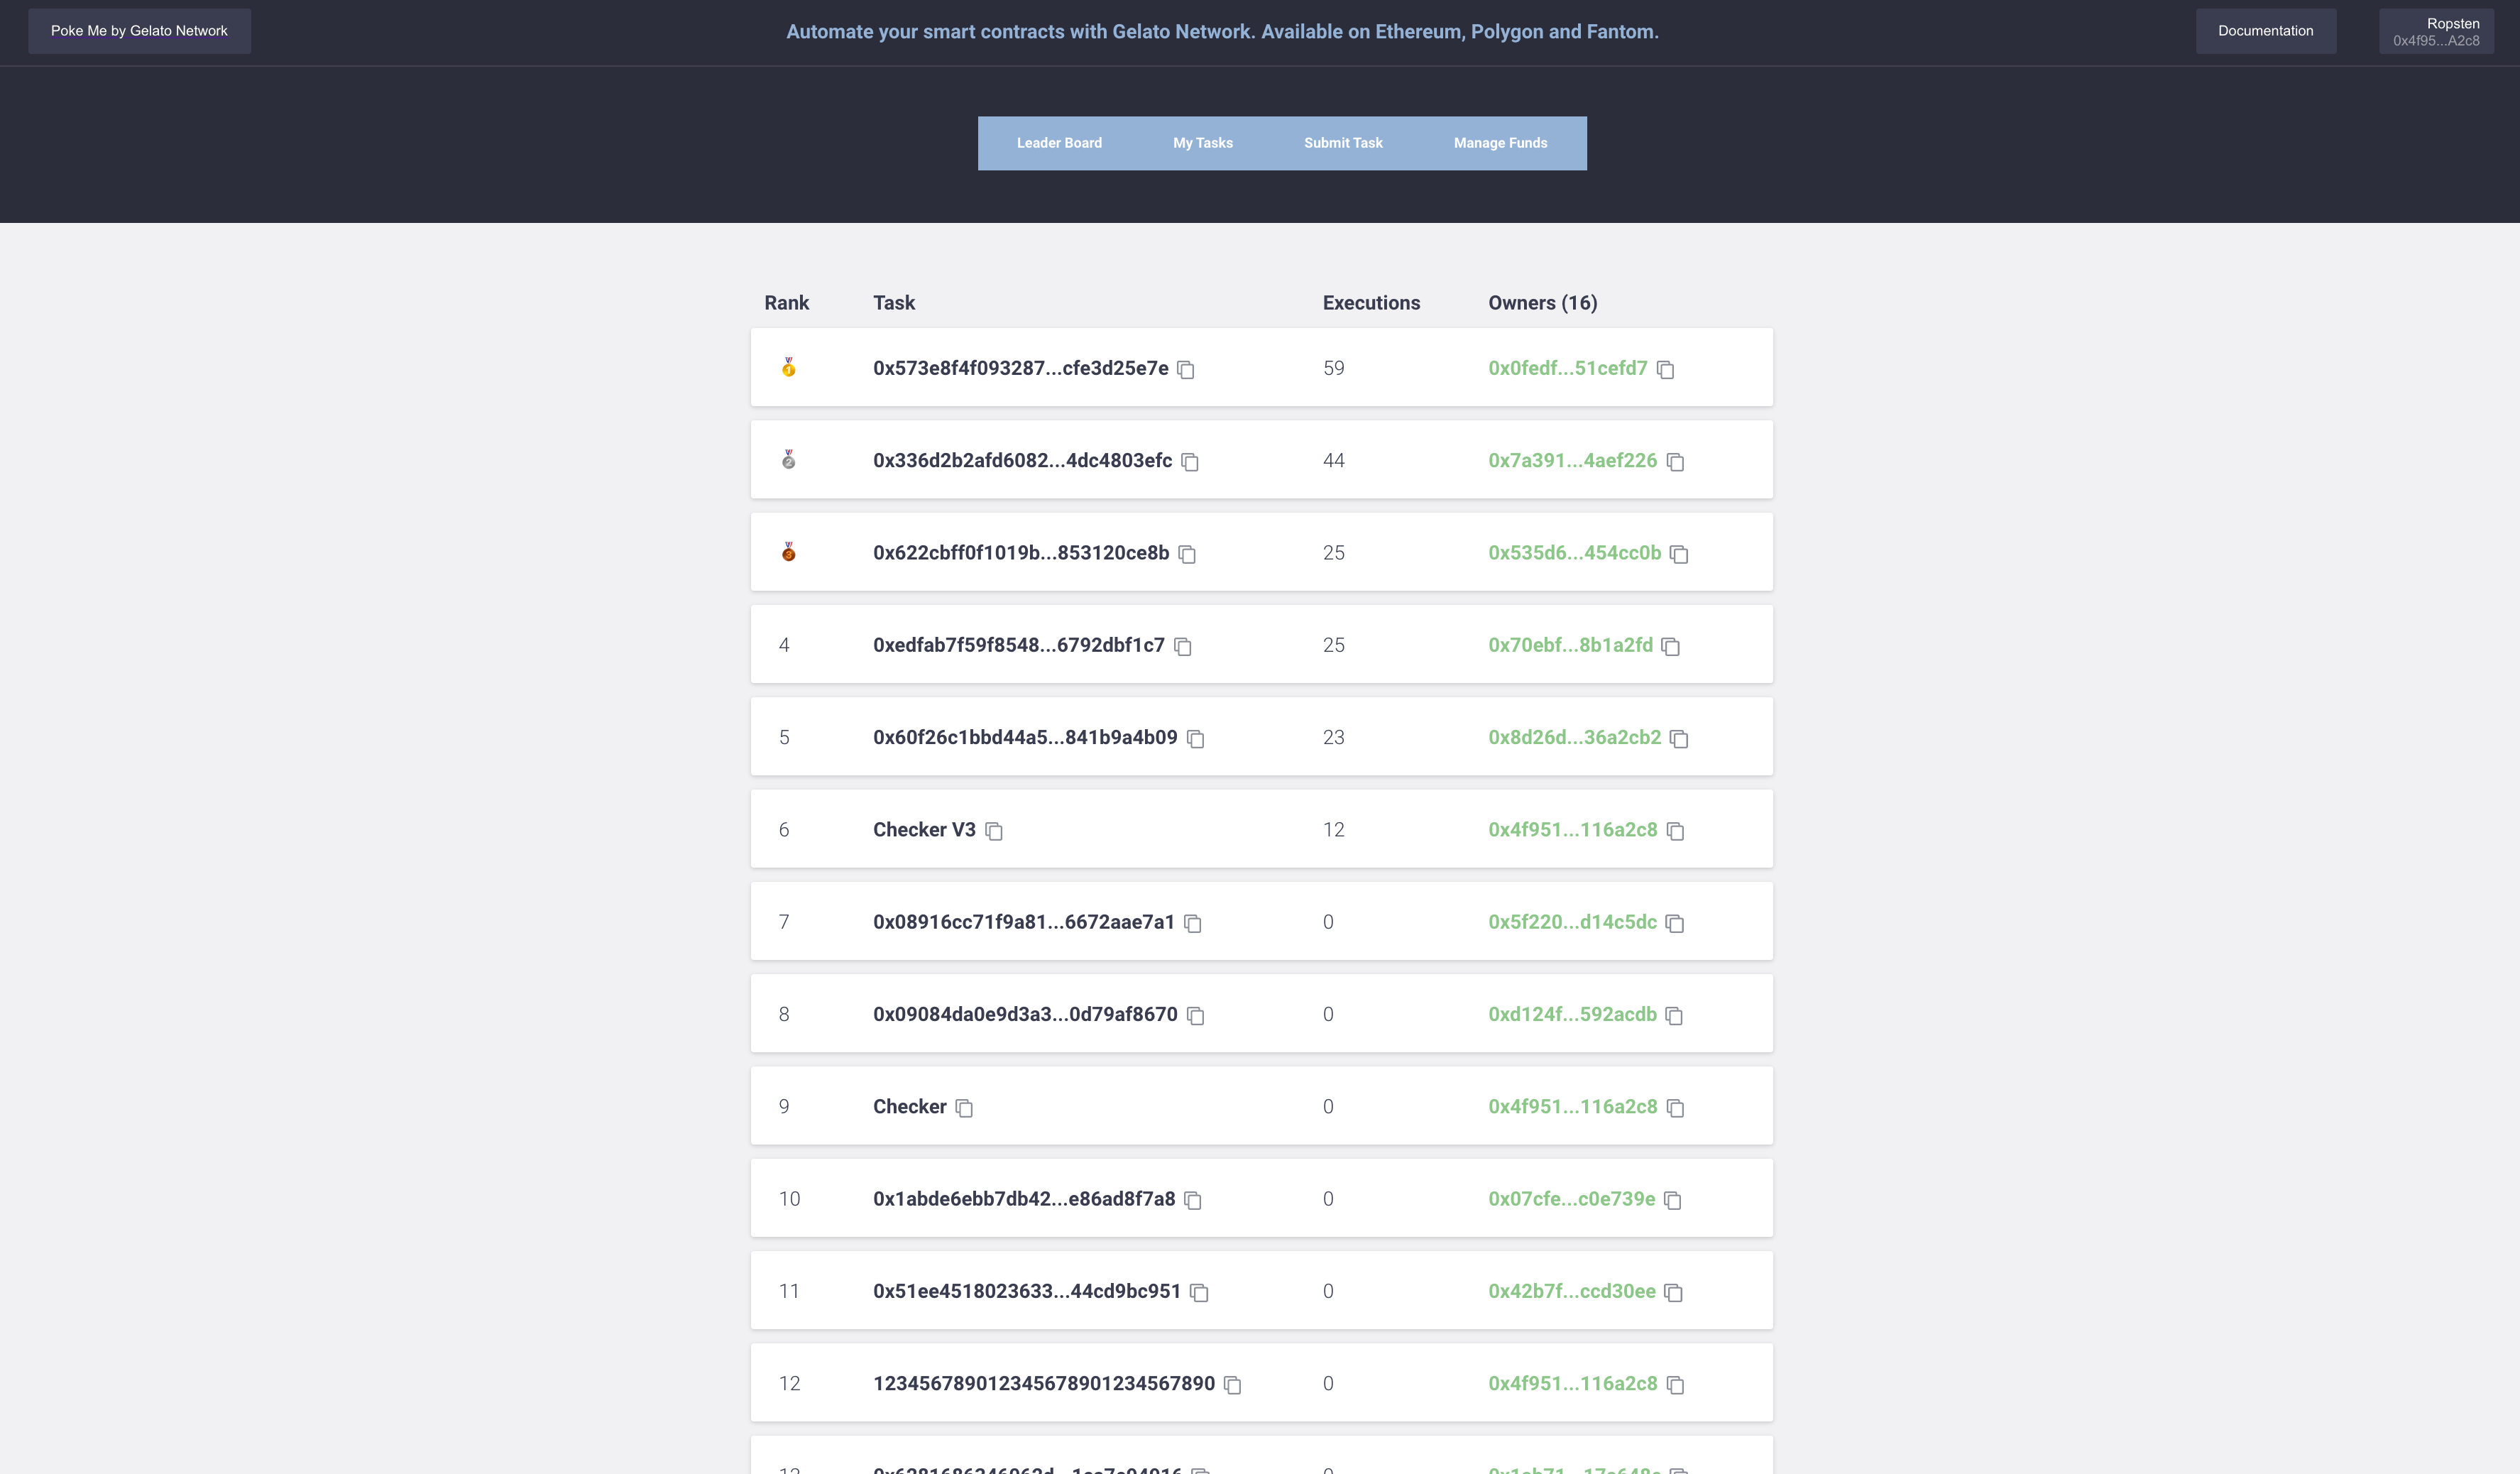 Poke Me by Gelato Network
Automate your smart contracts with Gelato Network. Available on Ethereum, Polygon and Fantom.
Documentation
Ropsten
0x4f95...A2c8
Leader Board My Tasks Submit Task Manage Funds
Rank Task Executions Owners (16)
1 0x573e8f4f093287...cfe3d25e7e 59 0x0fedf...51cefd7
2 0x336d2b2afd6082...4dc4803efc 44 0x7a391...4aef226
3 0x622cbff0f1019b...853120ce8b 25 0x535d6...454cc0b
4 0xedfab7f59f8548...6792dbf1c7 25 0x70ebf...8b1a2fd
5 0x60f26c1bbd44a5...841b9a4b09 23 0x8d26d...36a2cb2
6 Checker V3 12 0x4f951...116a2c8
7 0x08916cc71f9a81...6672aae7a1 0 0x5f220...d14c5dc
8 0x09084da0e9d3a3...0d79af8670 0 0xd124f...592acdb
9 Checker 0 0x4f951...116a2c8
10 0x1abde6ebb7db42...e86ad8f7a8 0 0x07cfe...c0e739e
11 0x51ee4518023633...44cd9bc951 0 0x42b7f...ccd30ee
12 123456789012345678901234567890 0 0x4f951...116a2c8